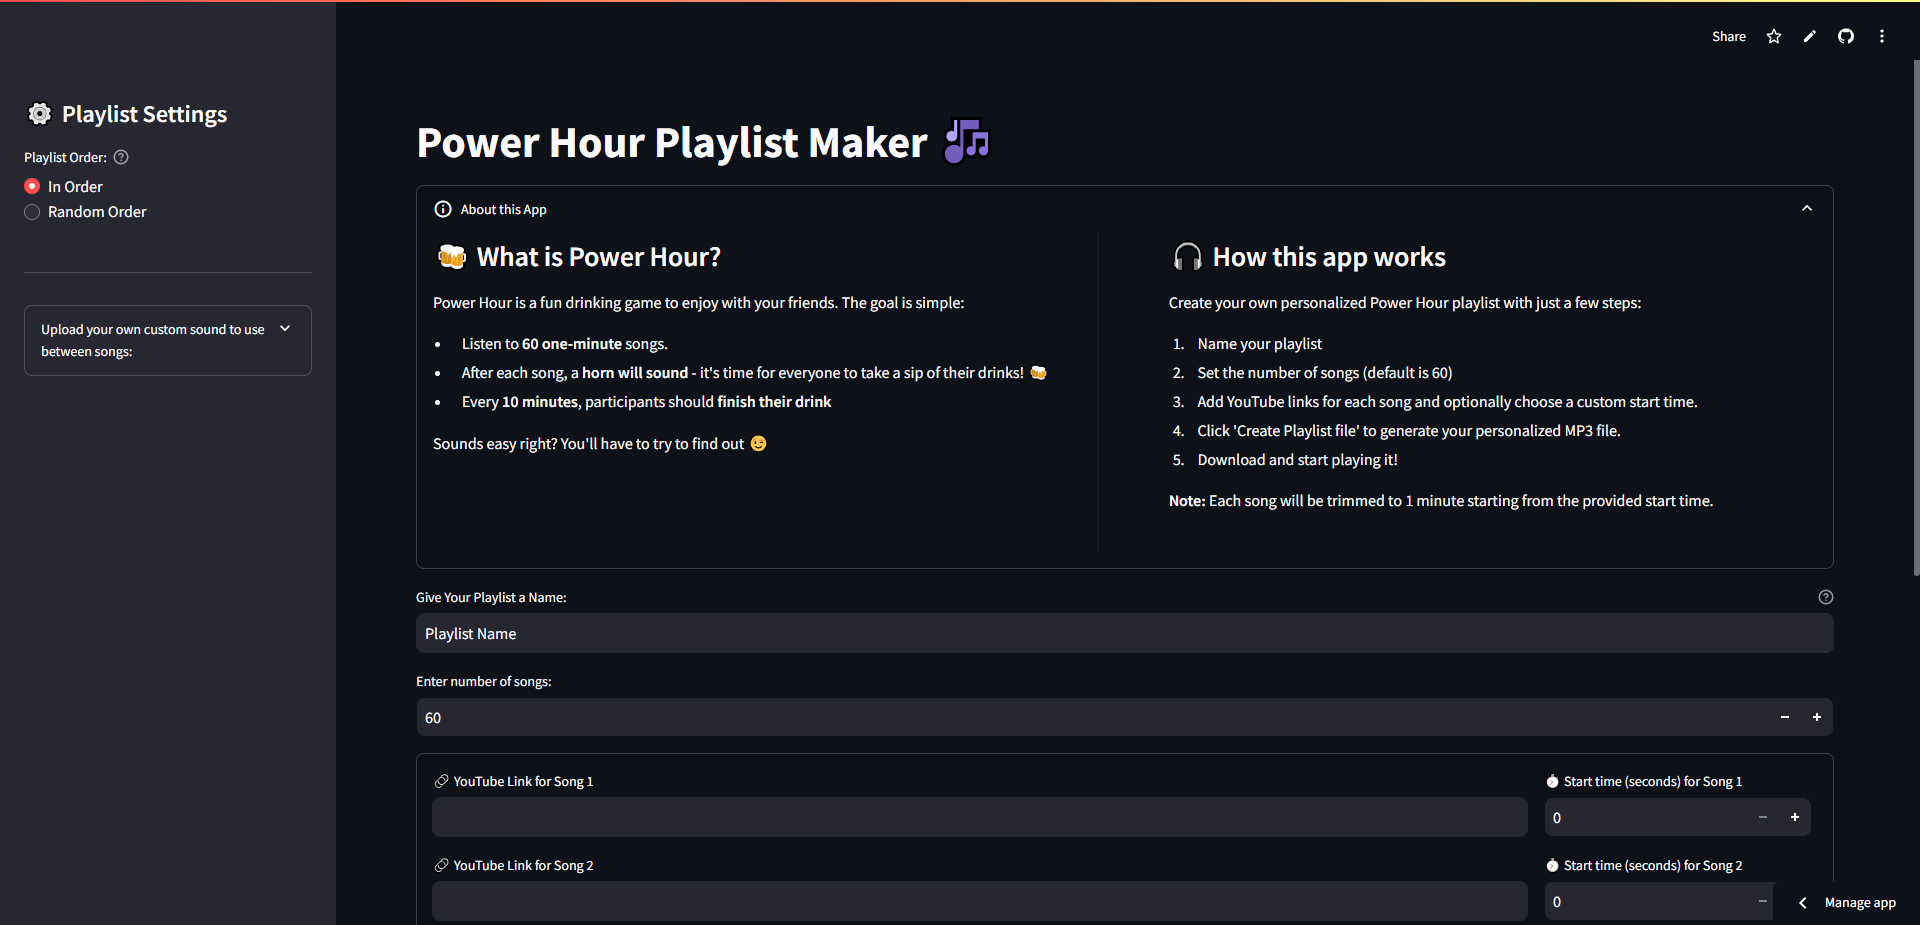 Share
Playlist Settings
Playlist Order:
In Order
Random Order
Upload your own custom sound to use
between songs:
Power Hour Playlist Maker
About this App
What is Power Hour?
Power Hour is a fun drinking game to enjoy with your friends. The goal is simple:
• Listen to 60 one-minute songs.
• After each song, a horn will sound - it's time for everyone to take a sip of their drinks!
• Every 10 minutes, participants should finish their drink
Sounds easy right? You'll have to try to find out
How this app works
Create your own personalized Power Hour playlist with just a few steps:
1. Name your playlist
2. Set the number of songs (default is 60)
3. Add YouTube links for each song and optionally choose a custom start time.
4. Click 'Create Playlist file' to generate your personalized MP3 file.
5. Download and start playing it!
Note: Each song will be trimmed to 1 minute starting from the provided start time.
Give Your Playlist a Name:
Playlist Name
Enter number of songs:
60
YouTube Link for Song 1
Start time (seconds) for Song 1
0
YouTube Link for Song 2
Start time (seconds) for Song 2
0
Manage app